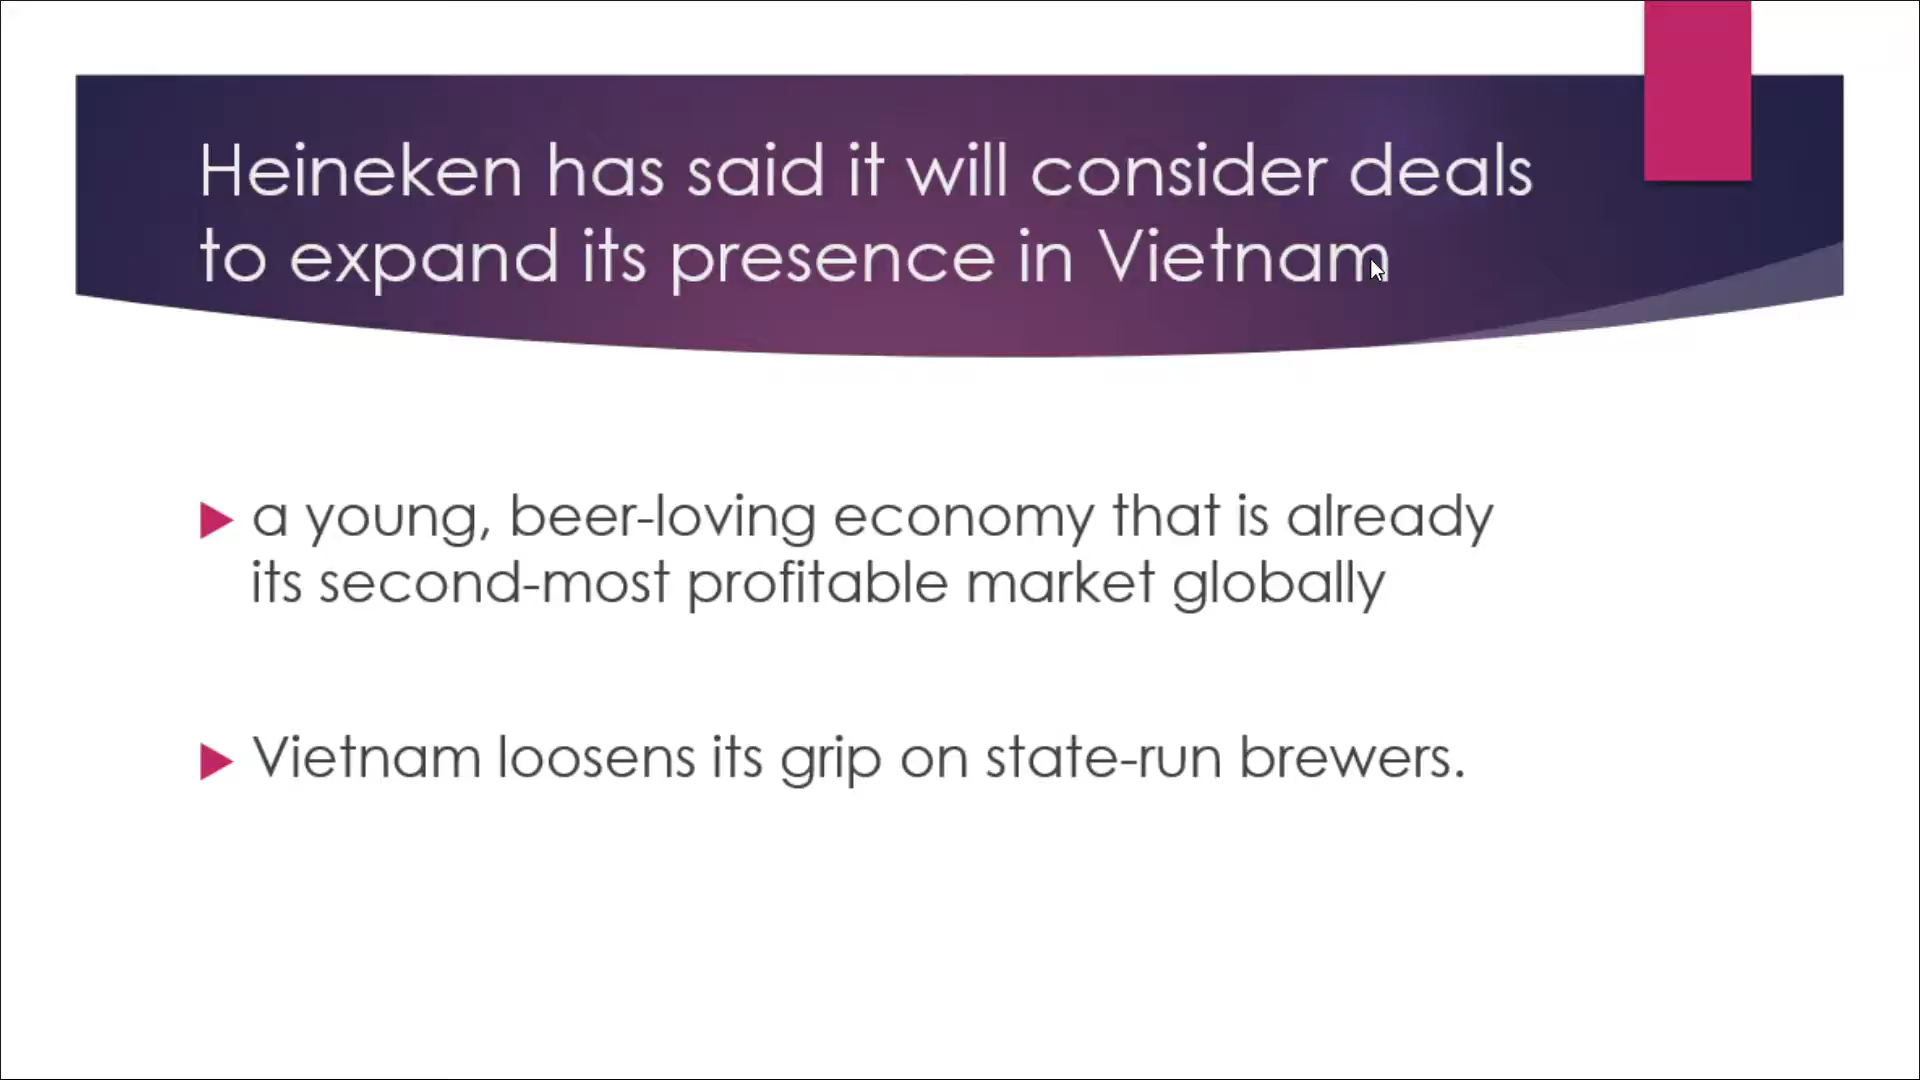 Heineken has said it will consider deals
to expand its presence in Vietnam
a young, beer-loving economy that is already
its second-most profitable market globally
Vietnam loosens its grip on state-run brewers.